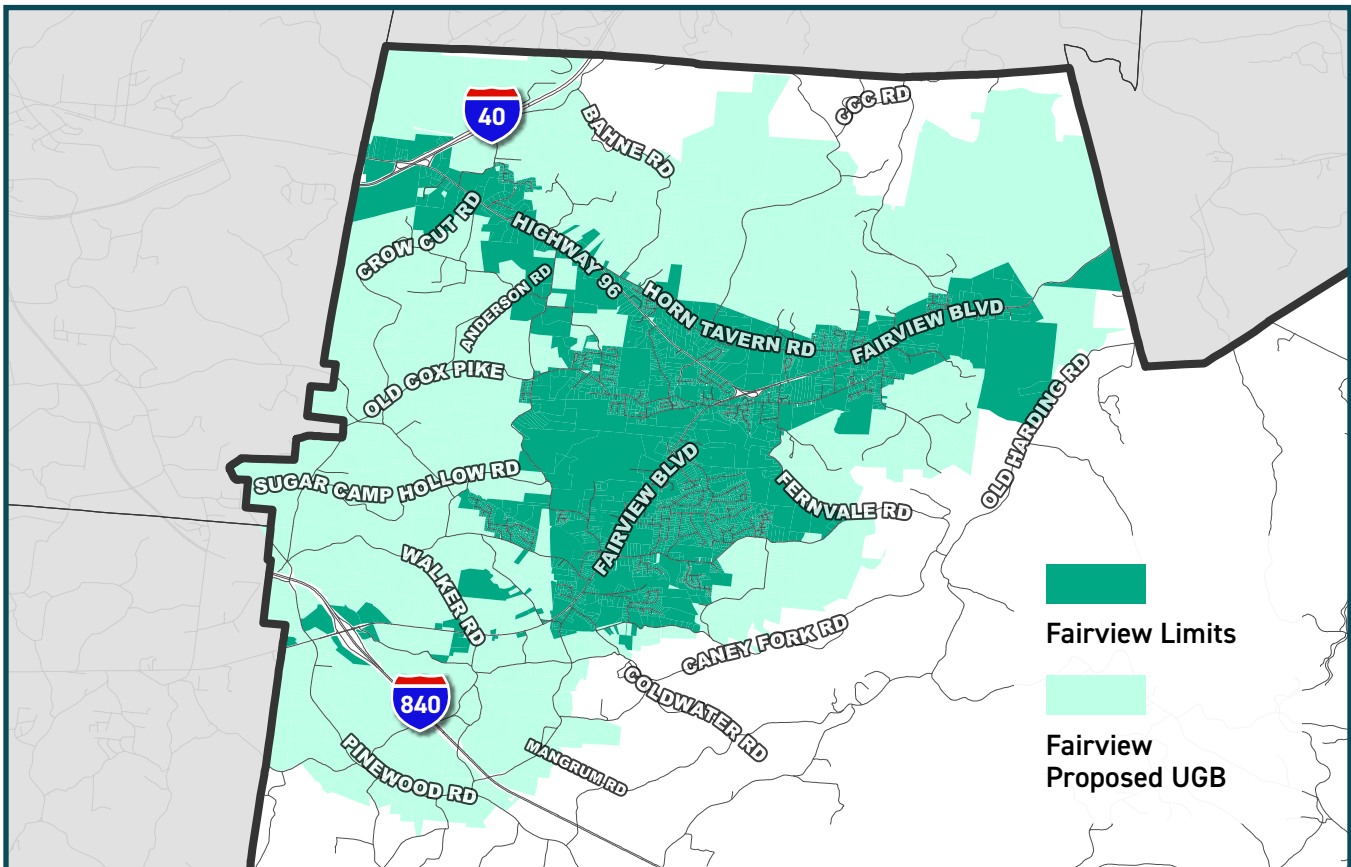 40
BAHNE RD
CCC RD
CROW CUT RD
HIGHWAY 96
ANDERSON RD
HORN TAVERN RD
FAIRVIEW BLVD
OLD COX PIKE
OLD HARDING RD
SUGAR CAMP HOLLOW RD
FAIRVIEW BLVD
FERNVALE RD
WALKER RD
CANEY FORK RD
COLDWATER RD
840
PINEWOOD RD
MANGRUM RD
Fairview Limits
Fairview
Proposed UGB